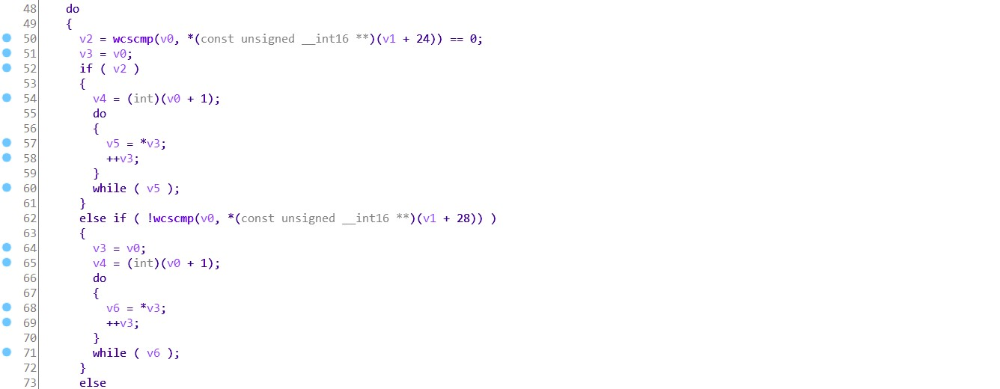 48 do
49 {
50 v2 = wcscmp(v0, *(const unsigned __int16 **)(v1 + 24)) == 0;
51 v3 = v0;
52 if ( v2 )
53 {
54 v4 = (int)(v0 + 1);
55 do
56 {
57 v5 = *v3;
58 ++v3;
59 }
60 while ( v5 );
61 }
62 else if ( !wcscmp(v0, *(const unsigned __int16 **)(v1 + 28)) )
63 {
64 v3 = v0;
65 v4 = (int)(v0 + 1);
66 do
67 {
68 v6 = *v3;
69 ++v3;
70 }
71 while ( v6 );
72 }
73 else